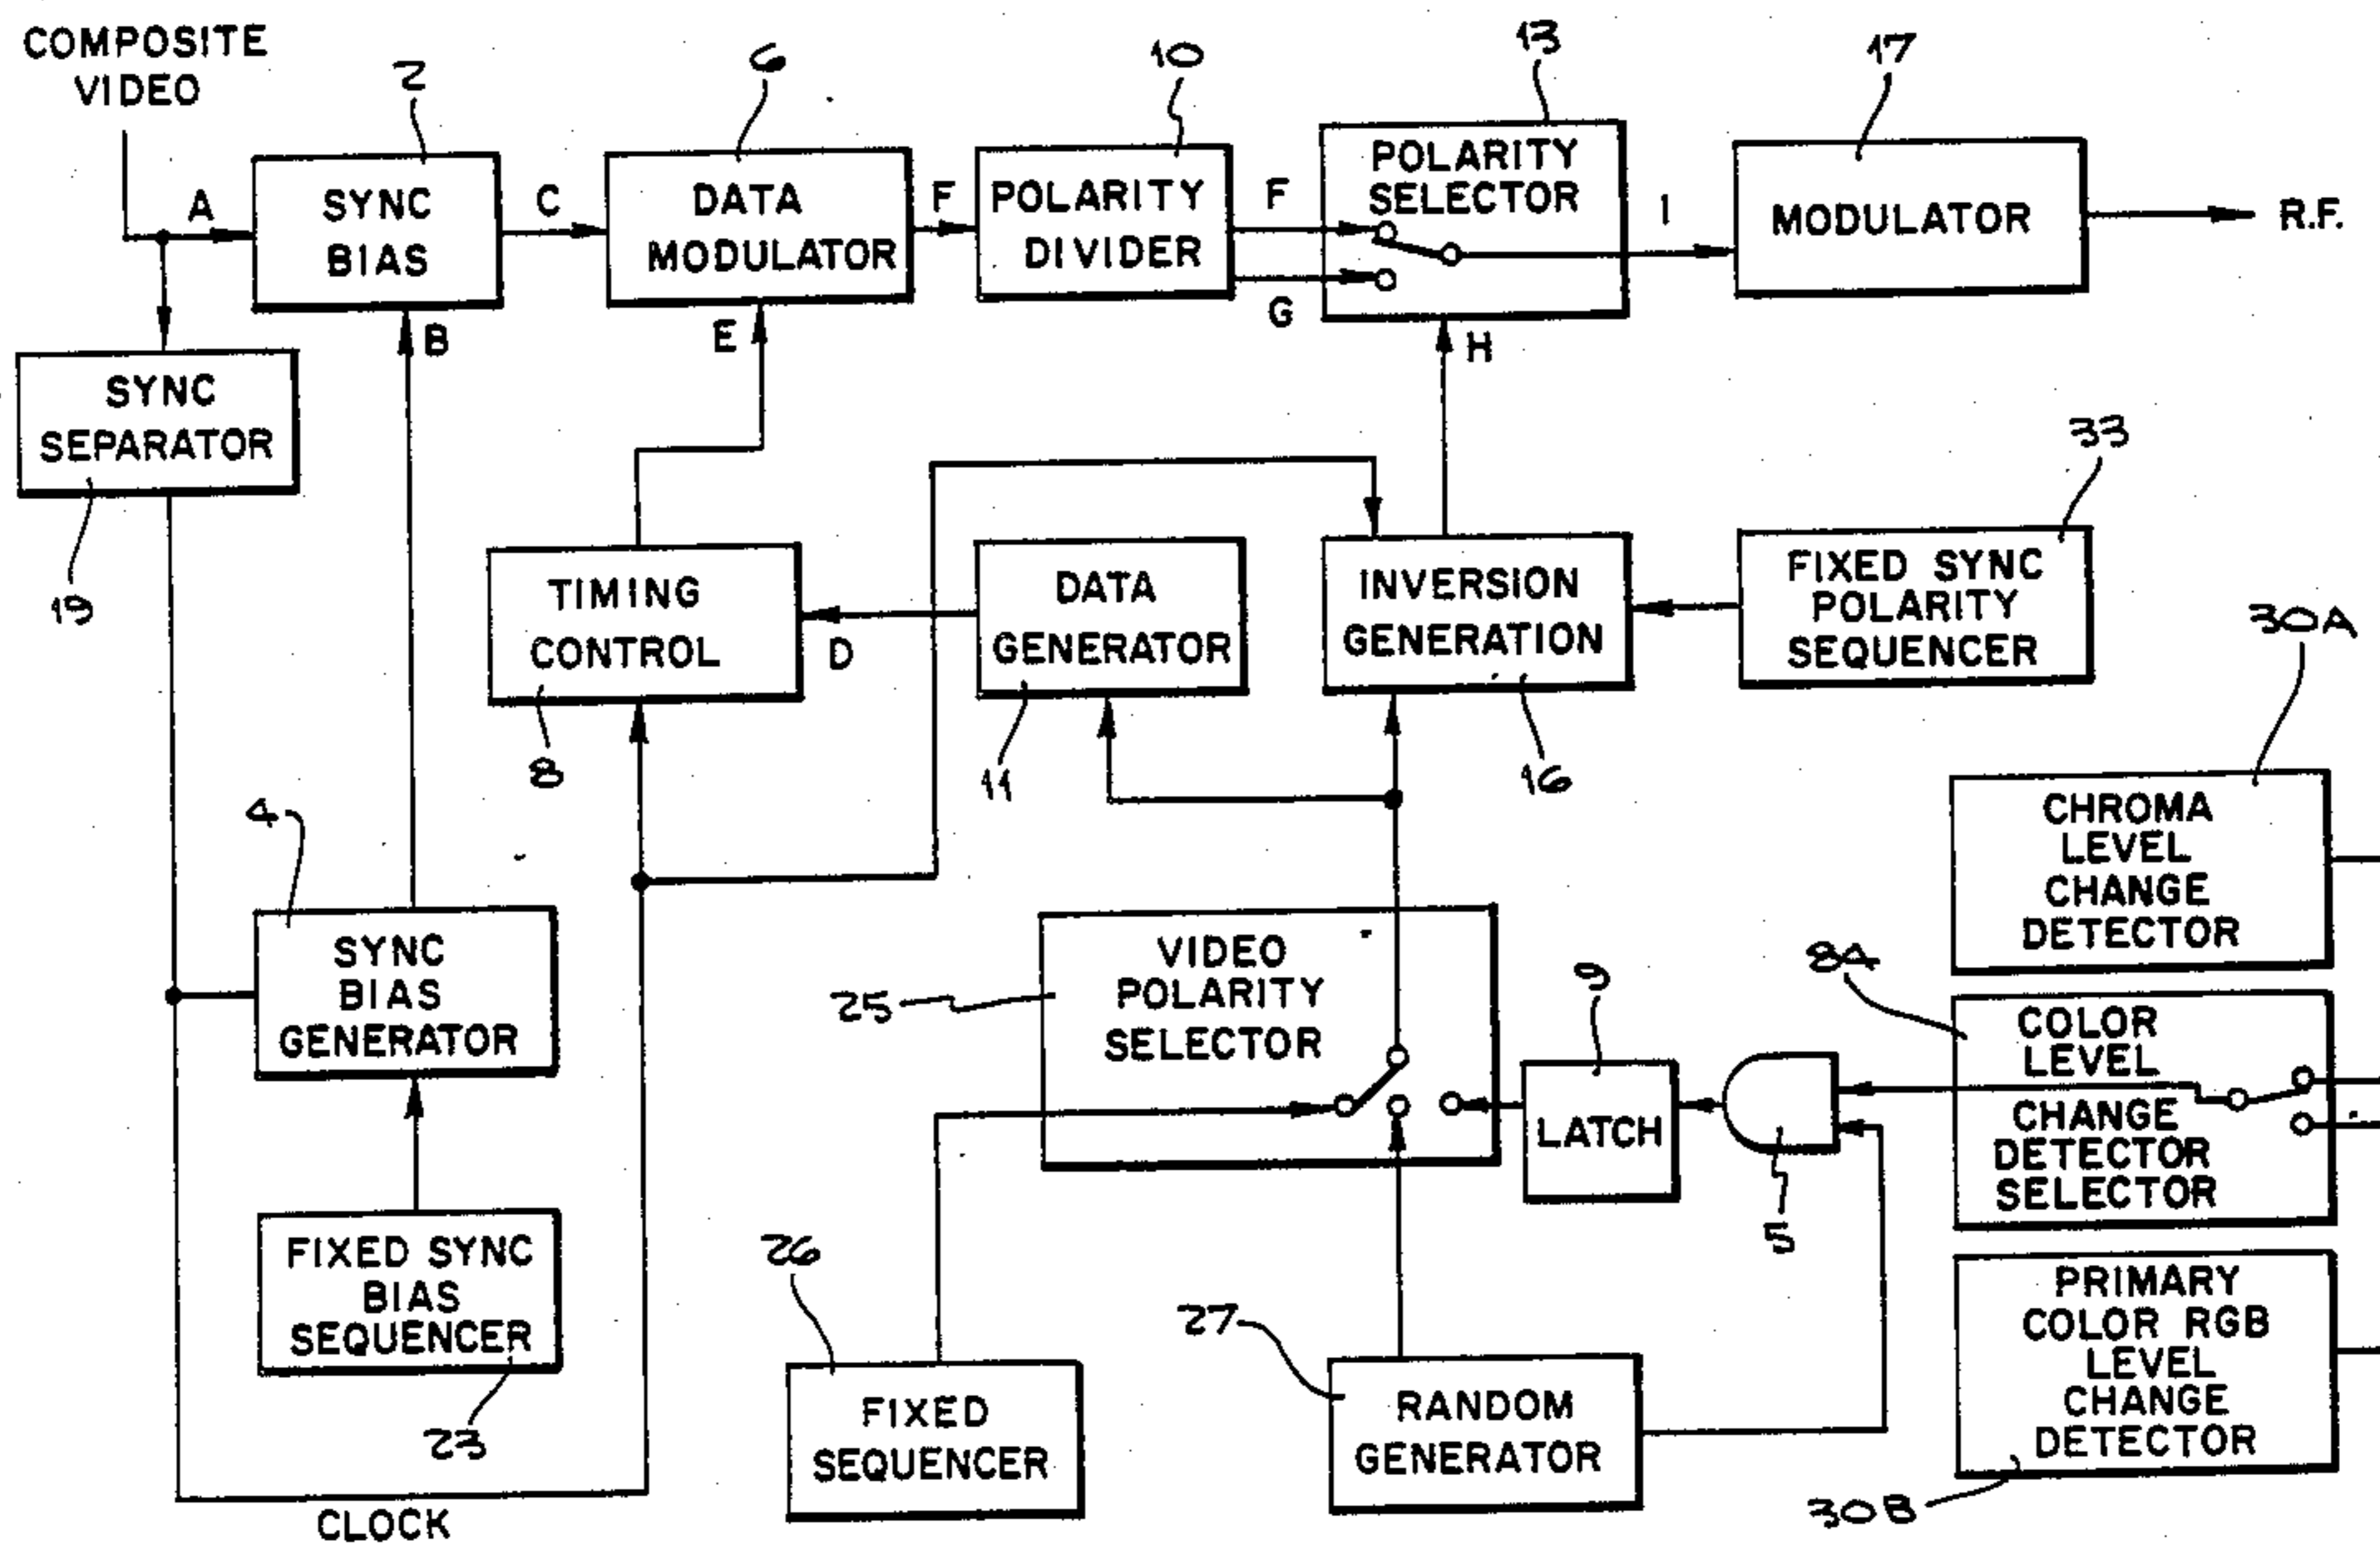 COMPOSITE
VIDEO
2
6
10
13
17
A
SYNC
BIAS
C
DATA
MODULATOR
F
POLARITY
DIVIDER
F
G
POLARITY
SELECTOR
I
MODULATOR
R.F.
B
E
H
SYNC
SEPARATOR
19
33
TIMING
CONTROL
8
D
DATA
GENERATOR
11
INVERSION
GENERATION
16
FIXED SYNC
POLARITY
SEQUENCER
30A
CHROMA
LEVEL
CHANGE
DETECTOR
4
SYNC
BIAS
GENERATOR
25
VIDEO
POLARITY
SELECTOR
9
LATCH
5
8A
COLOR
LEVEL
CHANGE
DETECTOR
SELECTOR
FIXED SYNC
BIAS
SEQUENCER
23
26
FIXED
SEQUENCER
27
RANDOM
GENERATOR
PRIMARY
COLOR RGB
LEVEL
CHANGE
DETECTOR
30B
CLOCK